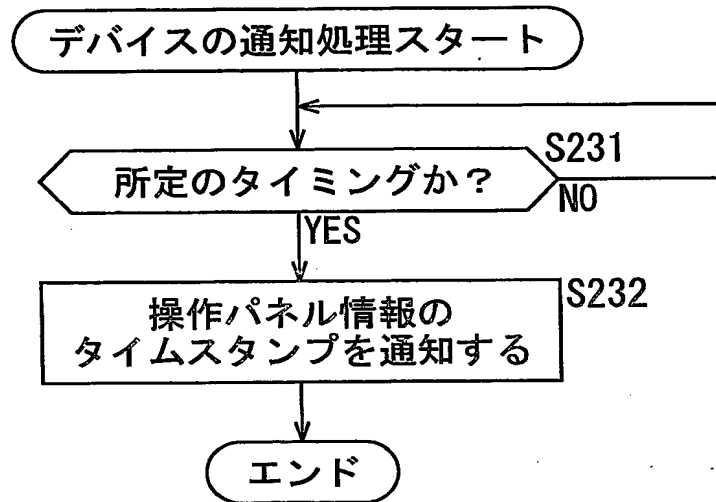 デバイスの通知処理スタート
S231
所定のタイミングか？
NO
YES
S232
操作パネル情報の
タイムスタンプを通知する
エンド